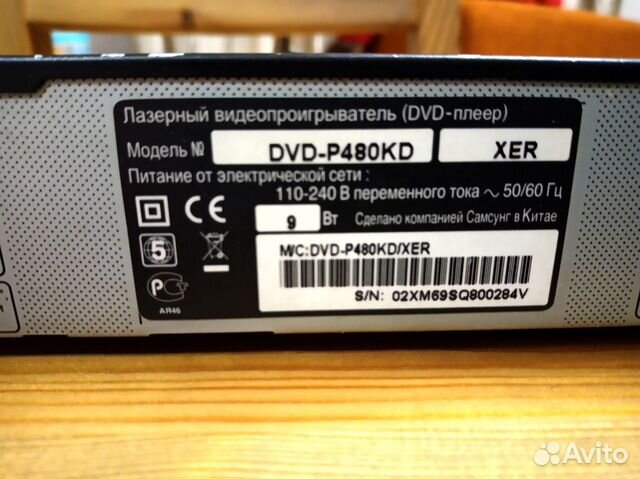 Лазерный видеопроигрыватель (DVD-плеер)
Модель № DVD-P480KD XER
Питание от электрической сети :
110-240 В переменного тока ~ 50/60 Гц
CE 9 Вт Сделано компанией Самсунг в Китае
5
M/C:DVD-P480KD/XER
S/N: 02XM69SQ800284V
АЯ46
Avito